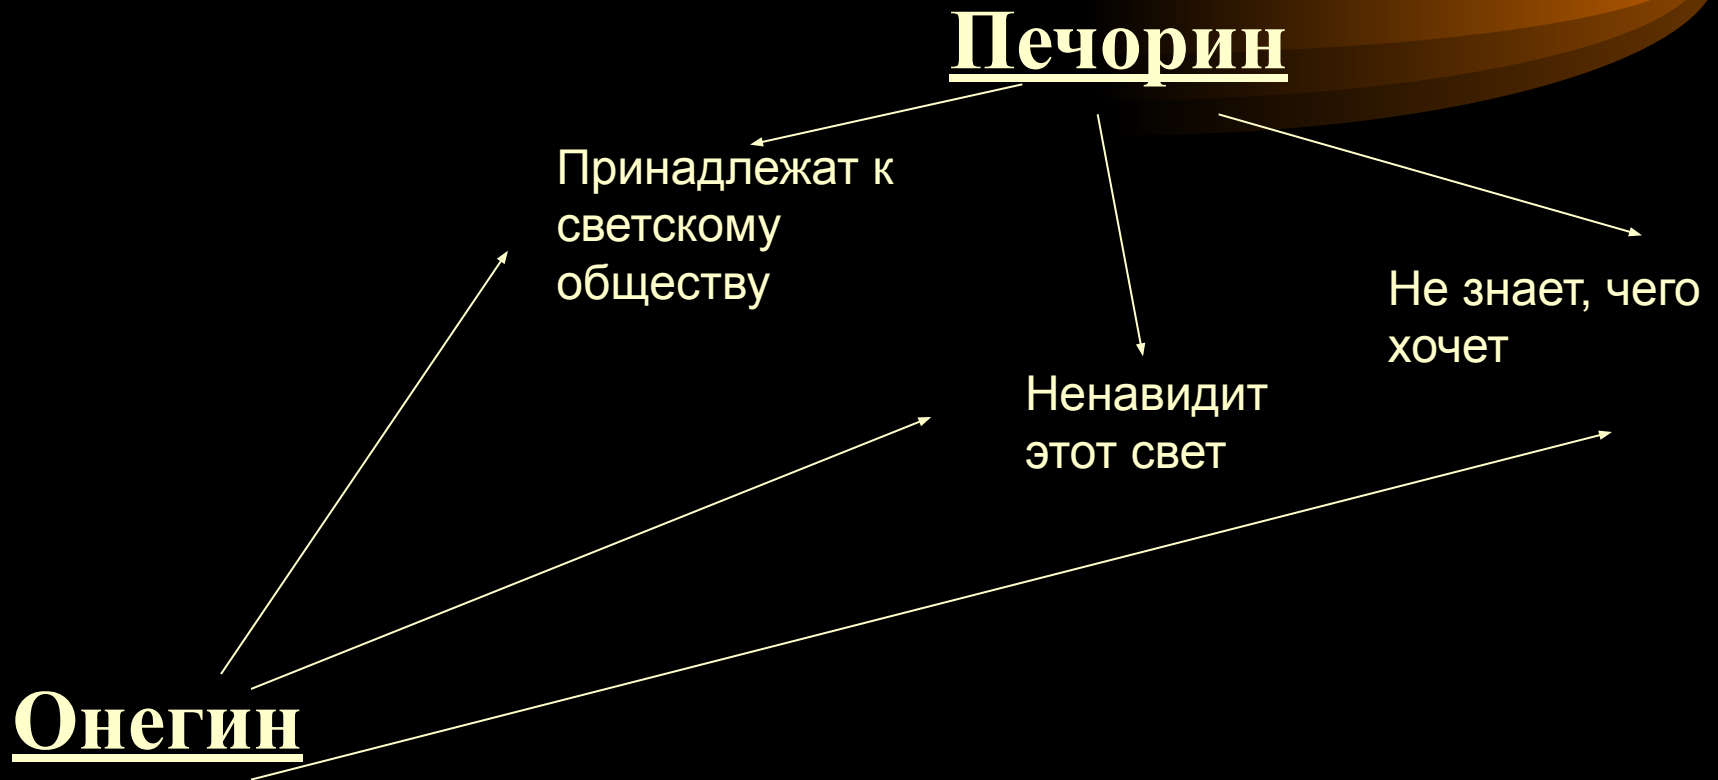 Печорин
Принадлежат к
светскому
обществу
Не знает, чего
хочет
Ненавидит
этот свет
Онегин